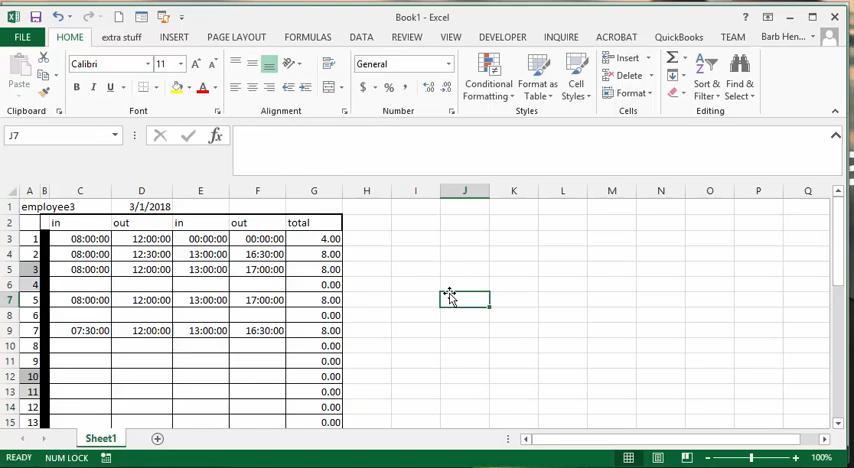 Book1 - Excel
FILE HOME extra stuff INSERT PAGE LAYOUT FORMULAS DATA REVIEW VIEW DEVELOPER INQUIRE ACROBAT QuickBooks TEAM Barb Hen...
Calibri 11 General Insert
Paste B I U $ % Conditional Formatting Format as Table Cell Styles Delete Format Sort & Filter Find & Select
Clipboard Font Alignment Number Styles Cells Editing
J7 fx
A B C D E F G H I J K L M N O P Q
1 employee3 3/1/2018
2 in out in out total
3 1 08:00:00 12:00:00 00:00:00 00:00:00 4.00
4 2 08:00:00 12:30:00 13:00:00 16:30:00 8.00
5 3 08:00:00 12:00:00 13:00:00 17:00:00 8.00
6 4 0.00
7 5 08:00:00 12:00:00 13:00:00 17:00:00 8.00
8 6 0.00
9 7 07:30:00 12:00:00 13:00:00 16:30:00 8.00
10 8 0.00
11 9 0.00
12 10 0.00
13 11 0.00
14 12 0.00
15 13 0.00
Sheet1
READY NUM LOCK 100%